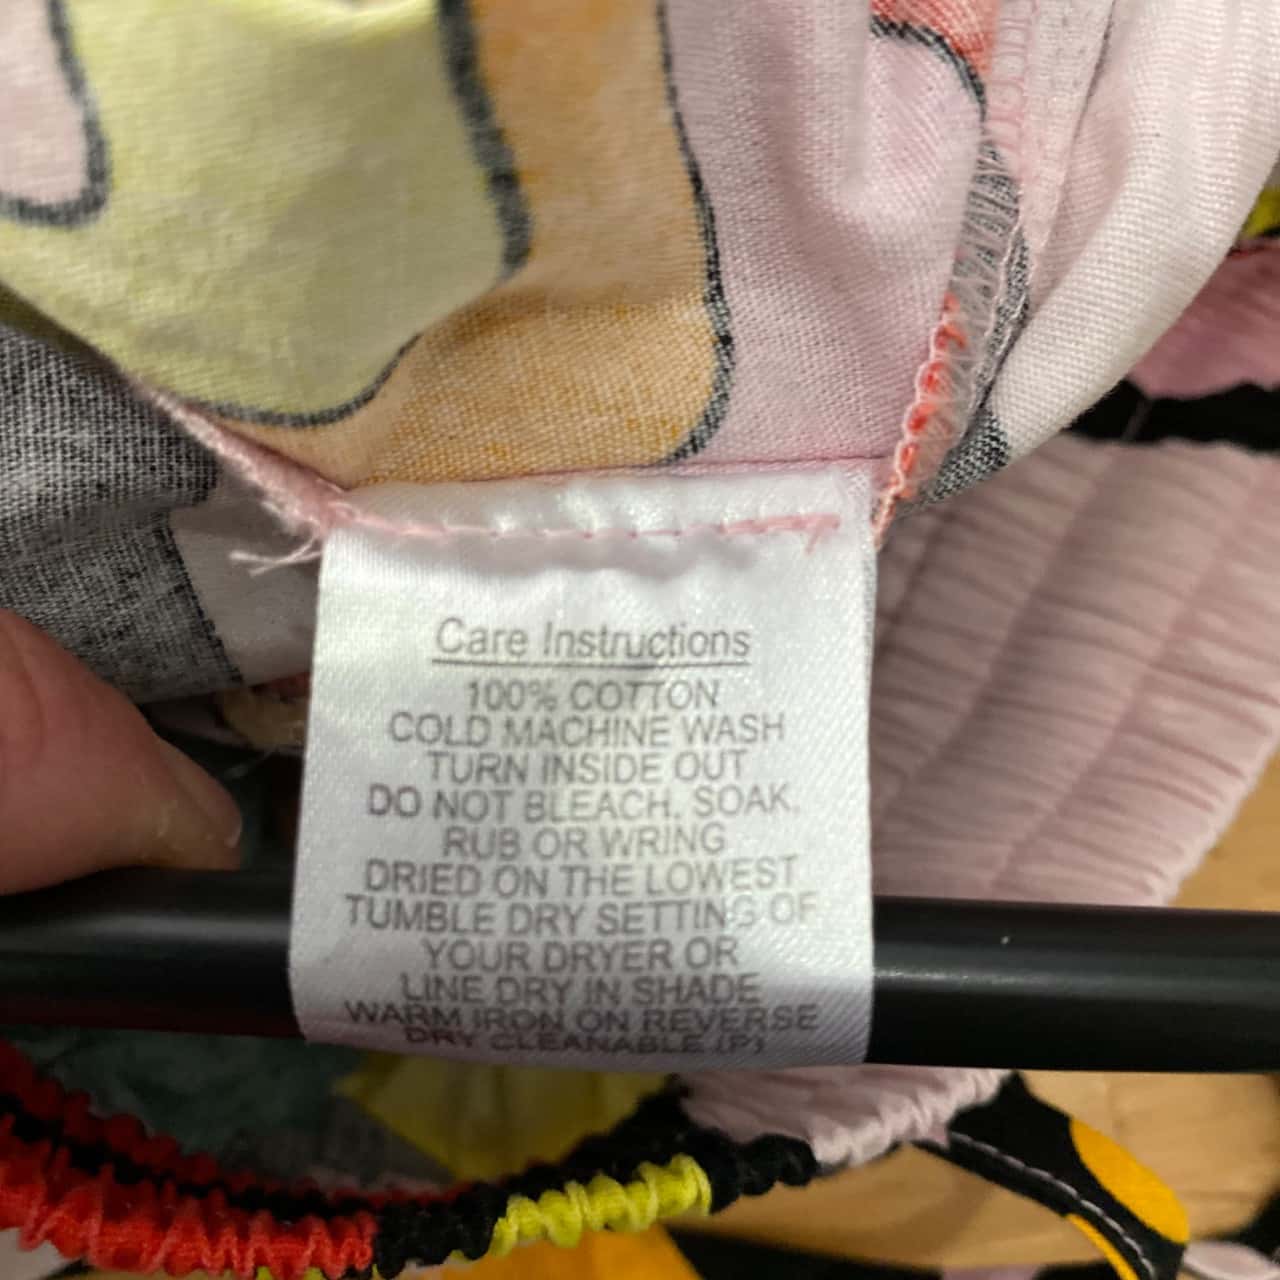 Care Instructions
100% COTTON
COLD MACHINE WASH
TURN INSIDE OUT
DO NOT BLEACH. SOAK.
RUB OR WRING
DRIED ON THE LOWEST
TUMBLE DRY SETTING OF
YOUR DRYER OR
LINE DRY IN SHADE
WARM IRON ON REVERSE
DRY CLEANABLE (P)